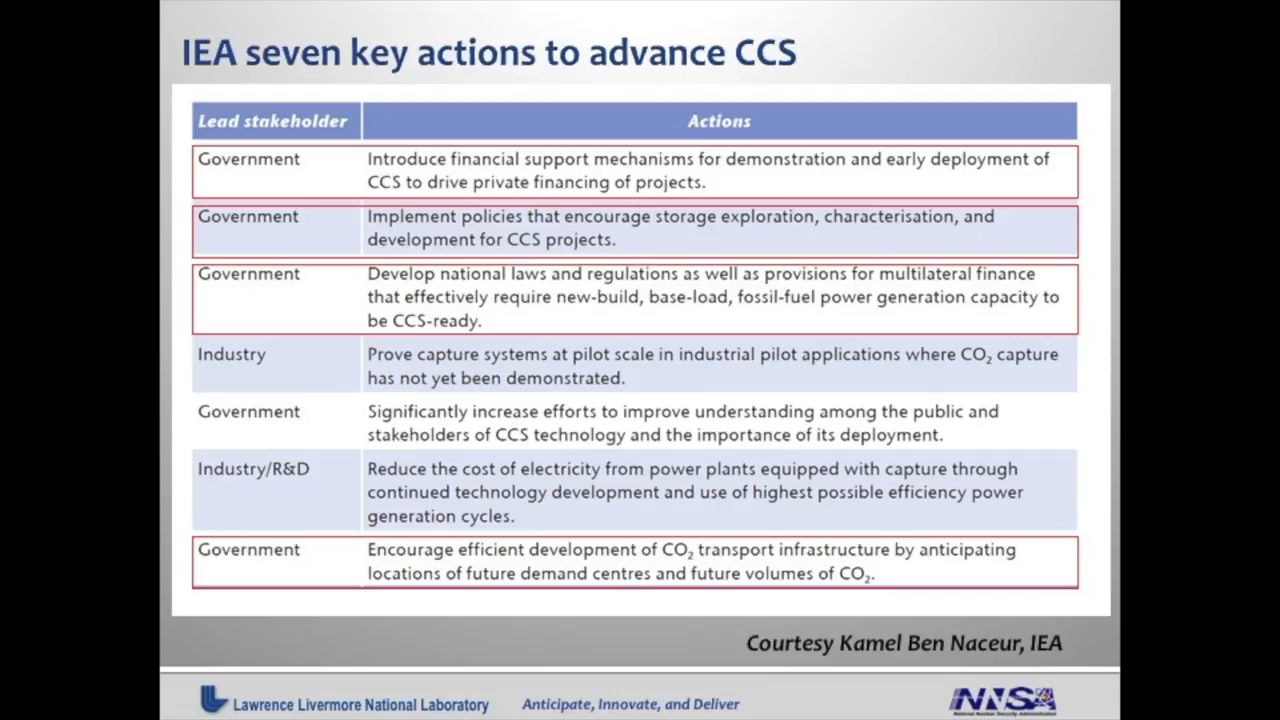 IEA seven key actions to advance CCS
Lead stakeholder Actions
Government Introduce financial support mechanisms for demonstration and early deployment of
CCS to drive private financing of projects.
Government Implement policies that encourage storage exploration, characterisation, and
development for CCS projects.
Government Develop national laws and regulations as well as provisions for multilateral finance
that effectively require new-build, base-load, fossil-fuel power generation capacity to
be CCS-ready.
Industry Prove capture systems at pilot scale in industrial pilot applications where CO₂ capture
has not yet been demonstrated.
Government Significantly increase efforts to improve understanding among the public and
stakeholders of CCS technology and the importance of its deployment.
Industry/R&D Reduce the cost of electricity from power plants equipped with capture through
continued technology development and use of highest possible efficiency power
generation cycles.
Government Encourage efficient development of CO₂ transport infrastructure by anticipating
locations of future demand centres and future volumes of CO₂.
Courtesy Kamel Ben Naceur, IEA
Lawrence Livermore National Laboratory Anticipate, Innovate, and Deliver
NNSA
National Nuclear Security Administration